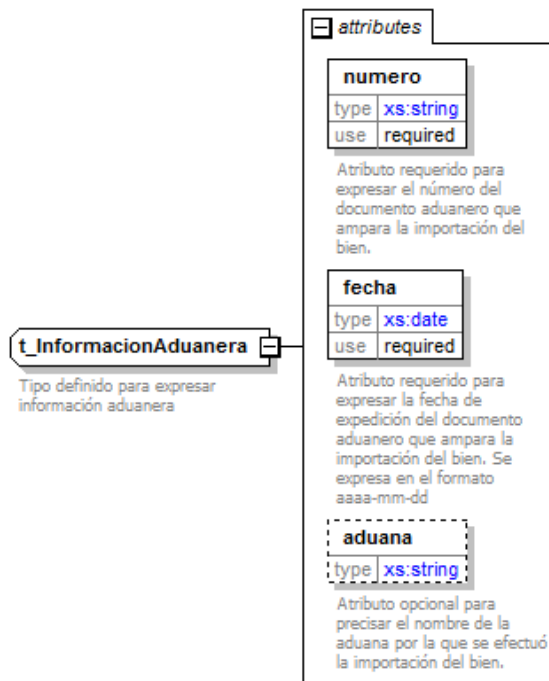 attributes
numero
type xs:string
use required
Atributo requerido para
expresar el número del
documento aduanero que
ampara la importación del
bien.
fecha
type xs:date
use required
Atributo requerido para
expresar la fecha de
expedición del documento
aduanero que ampara la
importación del bien. Se
expresa en el formato
aaaa-mm-dd
t_InformacionAduanera
Tipo definido para expresar
información aduanera
aduana
type xs:string
Atributo opcional para
precisar el nombre de la
aduana por la que se efectuó
la importación del bien.